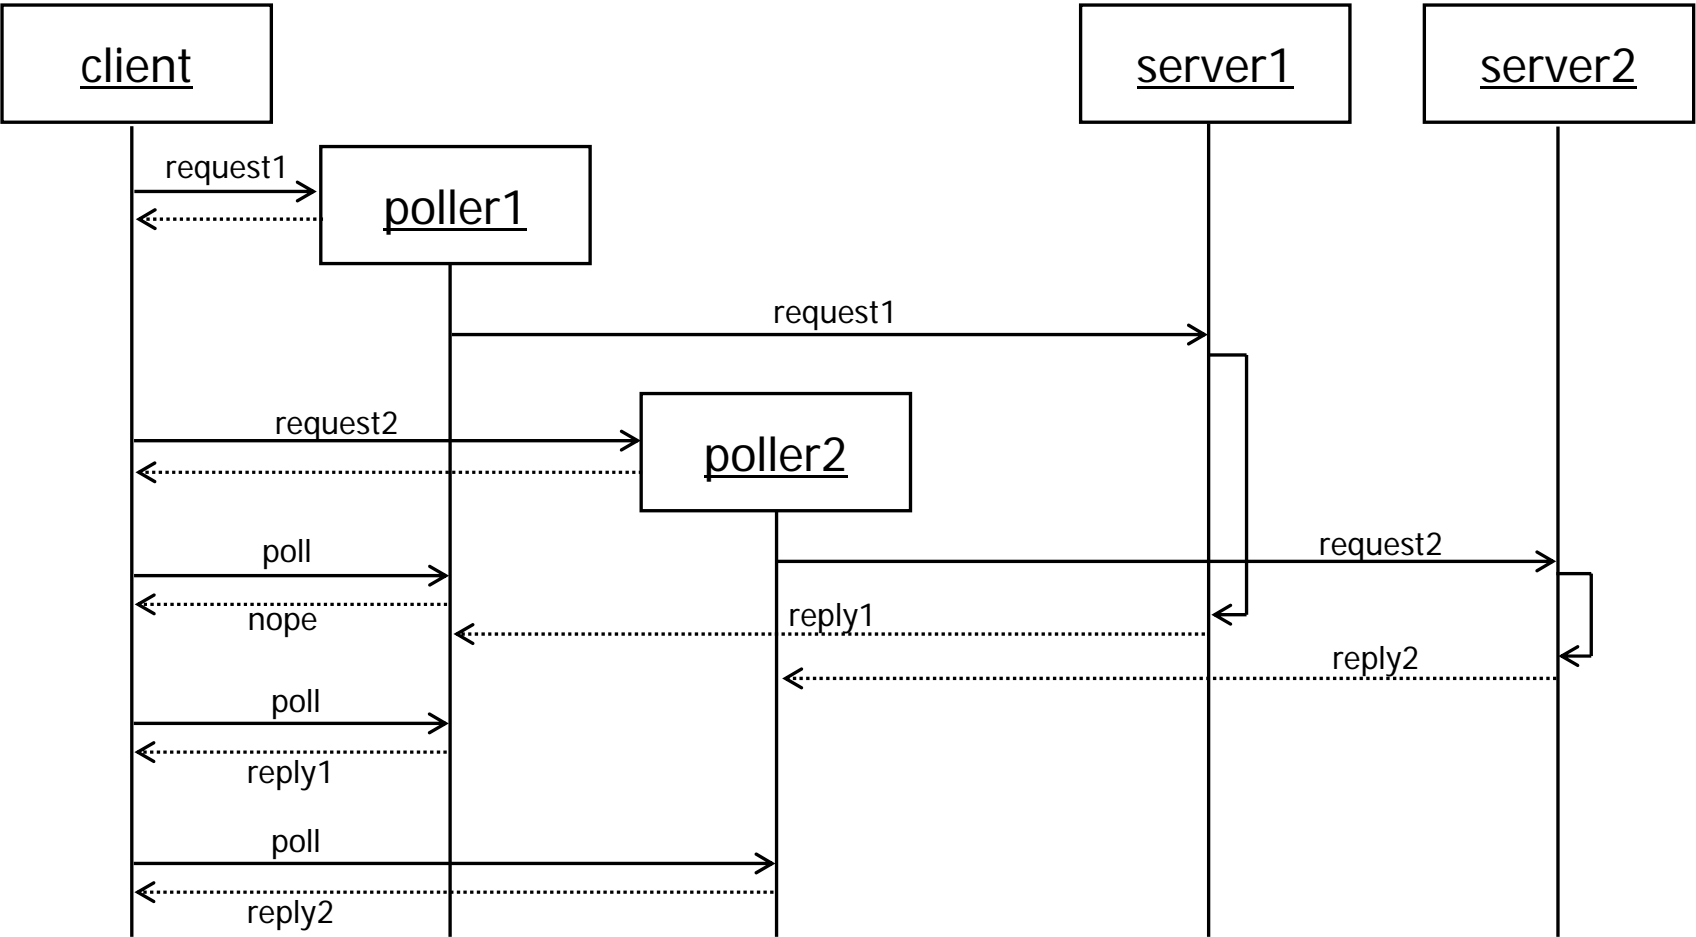 client
server1
server2
request1
poller1
request1
request2
poller2
poll
request2
nope
reply1
reply2
poll
reply1
poll
reply2